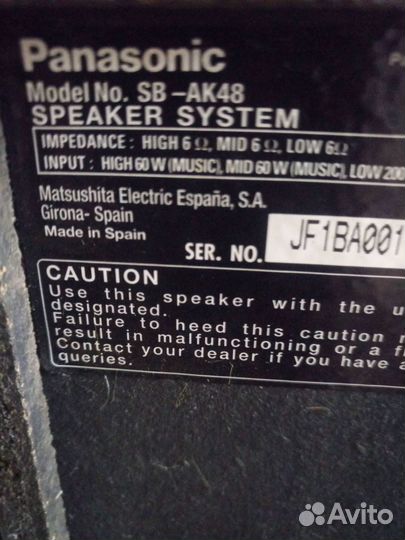 Panasonic
Model No. SB-AK48
SPEAKER SYSTEM
IMPEDANCE : HIGH 6 Ω, MID 6 Ω, LOW 6Ω
INPUT : HIGH 60 W (MUSIC), MID 60 W (MUSIC), LOW 200
Matsushita Electric España, S.A.
Girona- Spain
Made in Spain
SER. NO. JF1BA001
CAUTION
Use this speaker with the
designated.
Failure to heed this caution
result in malfunctioning or a
Contact your dealer if you have
queries.
Avito